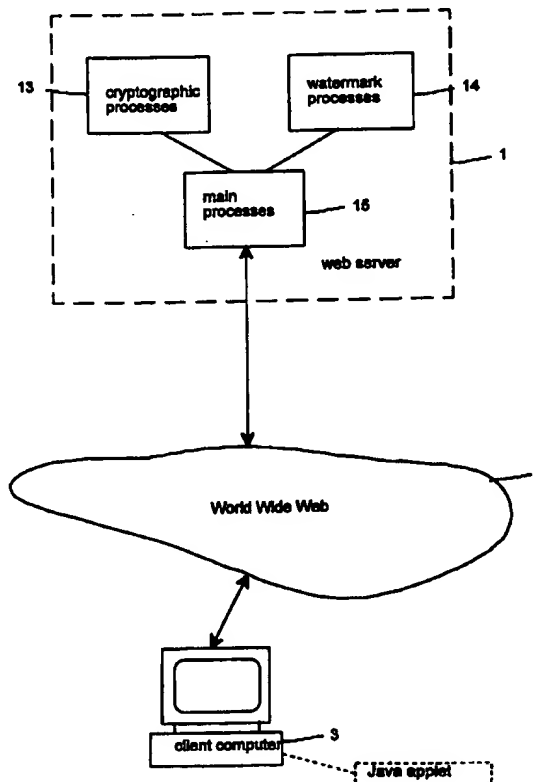 13
cryptographic
processes
watermark
processes
14
1
main
processes
15
web server
World Wide Web
client computer
3
Java applet